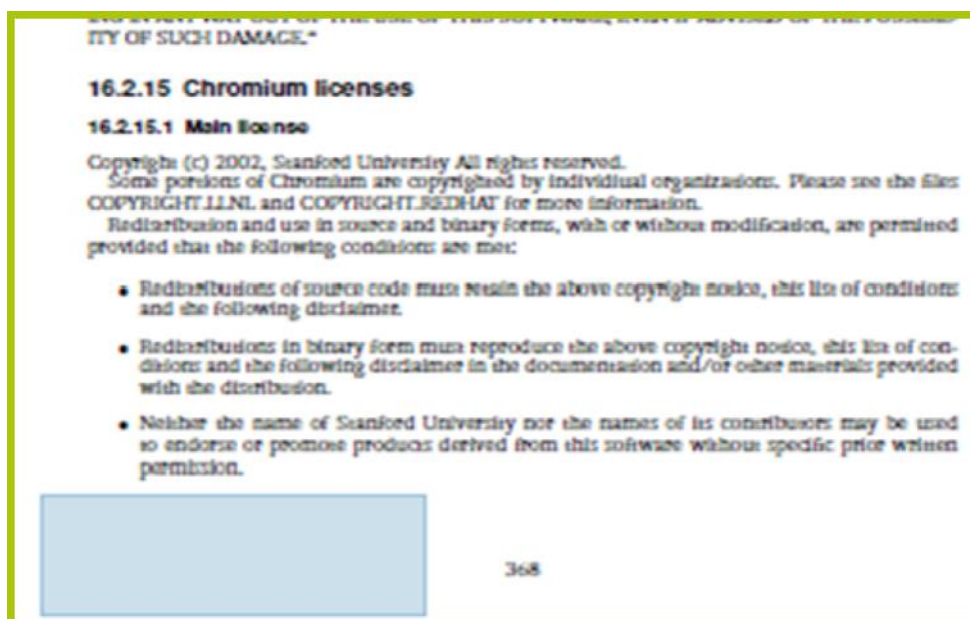 ITY OF SUCH DAMAGE."
16.2.15 Chromium licenses
16.2.15.1 Main license
Copyright (c) 2002, Stanford University All rights reserved.
Some portions of Chromium are copyrighted by individiual organizations. Please see the files
COPYRIGHT.LLNL and COPYRIGHT.REDHAT for more information.
Redistribution and use in source and binary forms, with or without modification, are permitted
provided that the following conditions are met:
• Redistributions of source code must retain the above copyright notice, this list of conditions
and the following disclaimer.
• Redistributions in binary form must reproduce the above copyright notice, this list of con-
ditions and the following disclaimer in the documentation and/or other materials provided
with the distribution.
• Neither the name of Stanford University nor the names of its contributors may be used
to endorse or promote products derived from this software without specific prior written
permission.
368